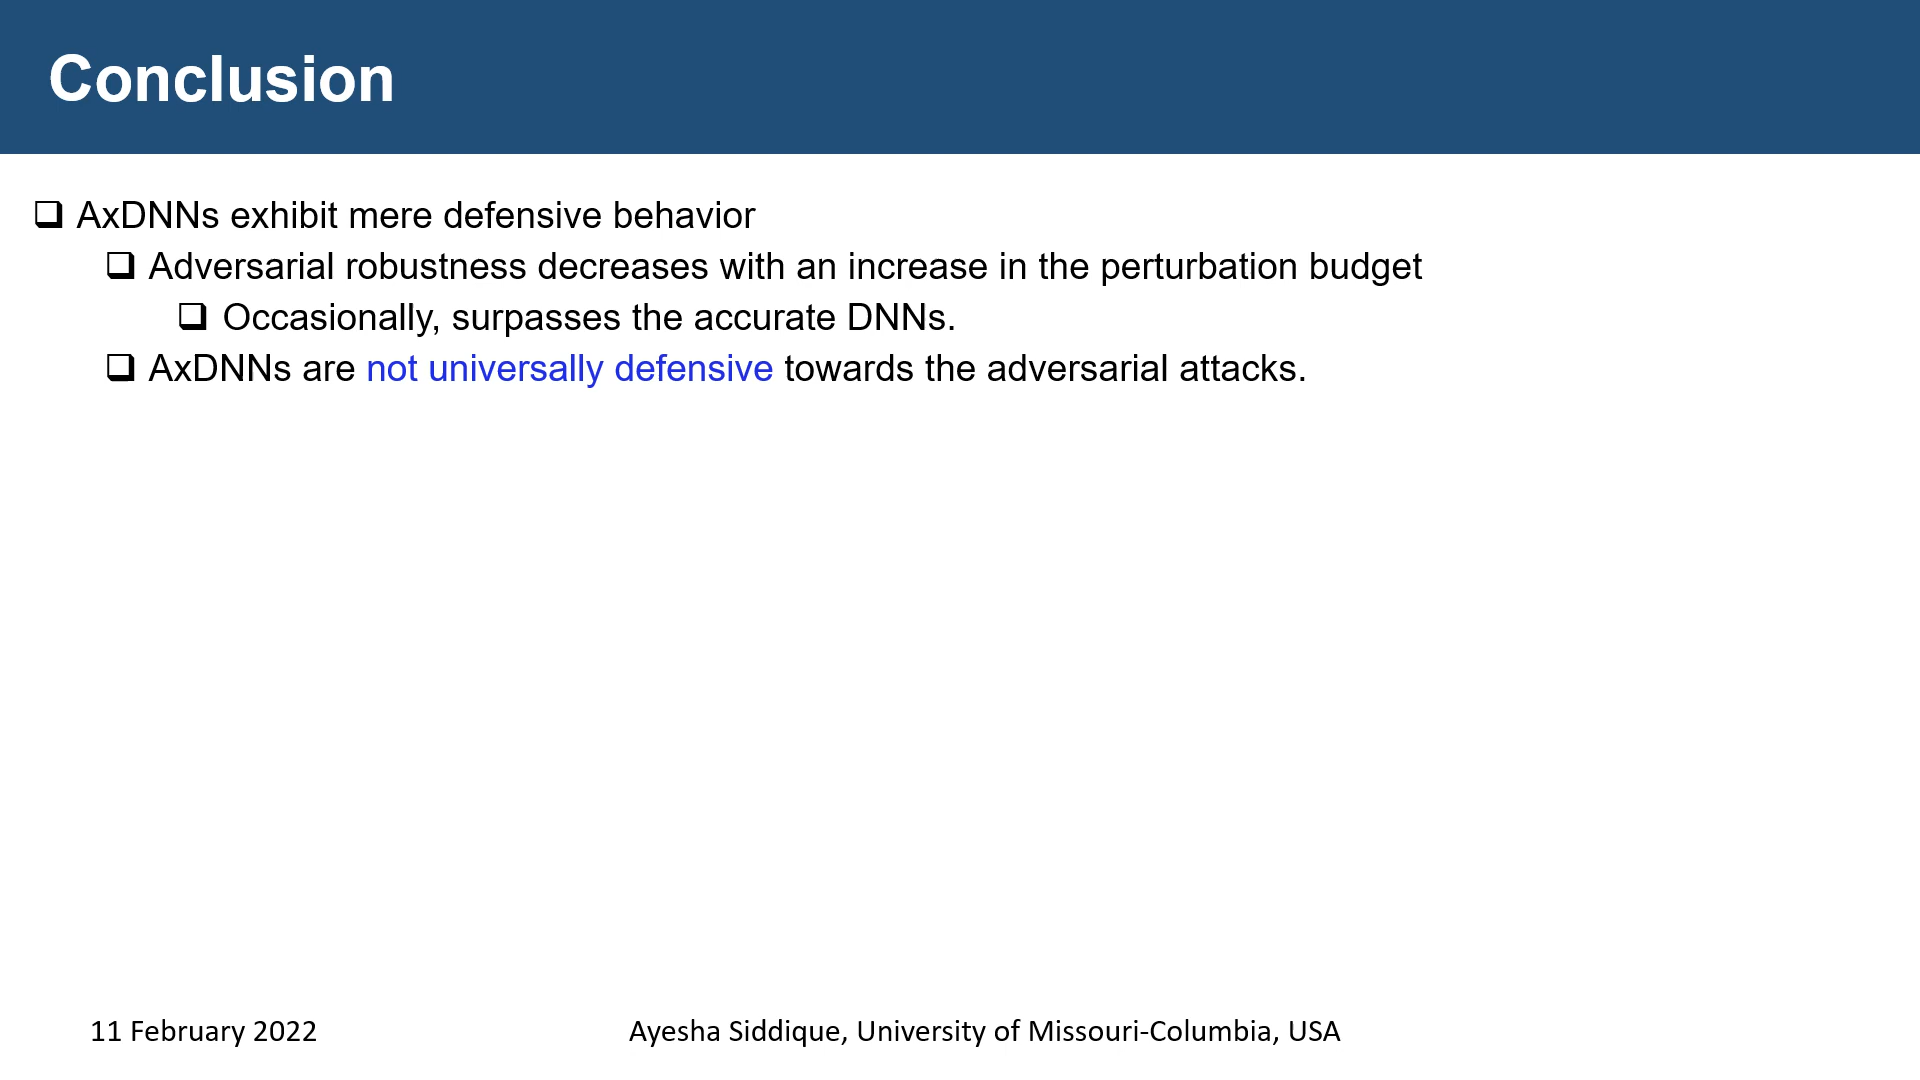 Conclusion
AxDNNs exhibit mere defensive behavior
Adversarial robustness decreases with an increase in the perturbation budget
Occasionally, surpasses the accurate DNNs.
AxDNNs are not universally defensive towards the adversarial attacks.
11 February 2022
Ayesha Siddique, University of Missouri-Columbia, USA